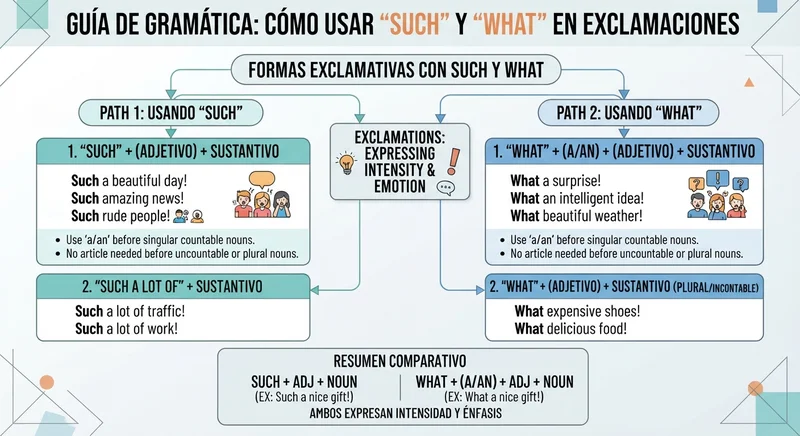 GUÍA DE GRAMÁTICA: CÓMO USAR “SUCH” Y “WHAT” EN EXCLAMACIONES
FORMAS EXCLAMATIVAS CON SUCH Y WHAT
PATH 1: USANDO “SUCH”
1. “SUCH” + (ADJETIVO) + SUSTANTIVO
Such a beautiful day!
Such amazing news!
Such rude people!
• Use ‘a/an’ before singular countable nouns.
• No article needed before uncountable or plural nouns.
2. “SUCH A LOT OF” + SUSTANTIVO
Such a lot of traffic!
Such a lot of work!
EXCLAMATIONS:
EXPRESSING
INTENSITY &
EMOTION
PATH 2: USANDO “WHAT”
1. “WHAT” + (A/AN) + (ADJETIVO) + SUSTANTIVO
What a surprise!
What an intelligent idea!
What beautiful weather!
? ! ?
• Use ‘a/an’ before singular countable nouns.
• No article needed before uncountable or plural nouns.
2. “WHAT” + (ADJETIVO) + SUSTANTIVO (PLURAL/INCONTABLE)
What expensive shoes!
What delicious food!
RESUMEN COMPARATIVO
SUCH + ADJ + NOUN
(EX: Such a nice gift!)
WHAT + (A/AN) + ADJ + NOUN
(EX: What a nice gift!)
AMBOS EXPRESAN INTENSIDAD Y ÉNFASIS